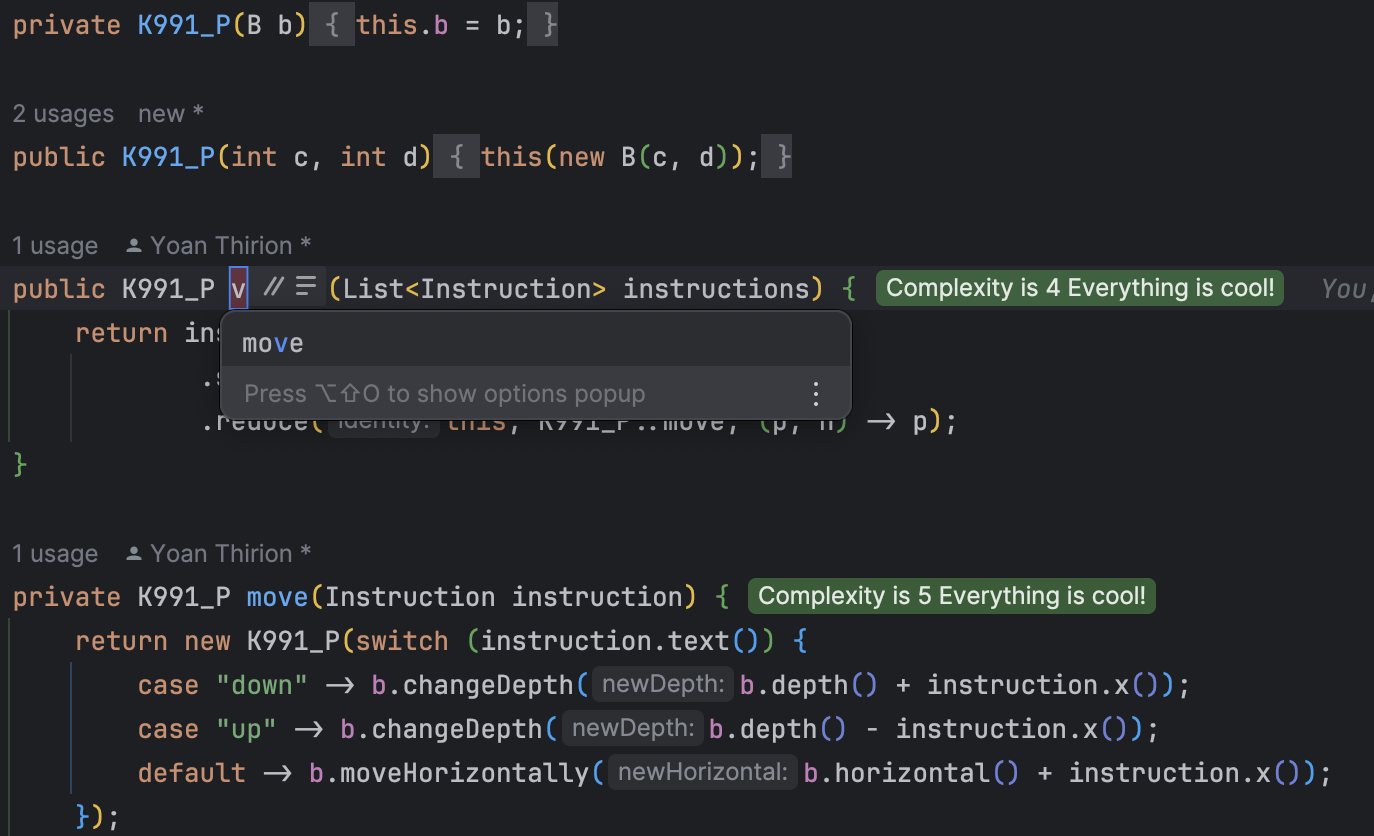 private K991_P(B b) { this.b = b; }
2 usages new *
public K991_P(int c, int d) { this(new B(c, d)); }
1 usage Yoan Thirion *
public K991_P v (List<Instruction> instructions) { Complexity is 4 Everything is cool! You,
return ins
move
.s
Press ⌥⇧O to show options popup
.reduce( identity: this, K991_P::move, (p, n) → p);
}
1 usage Yoan Thirion *
private K991_P move(Instruction instruction) { Complexity is 5 Everything is cool!
return new K991_P(switch (instruction.text()) {
case "down" → b.changeDepth( newDepth: b.depth() + instruction.x());
case "up" → b.changeDepth( newDepth: b.depth() - instruction.x());
default → b.moveHorizontally( newHorizontal: b.horizontal() + instruction.x());
});